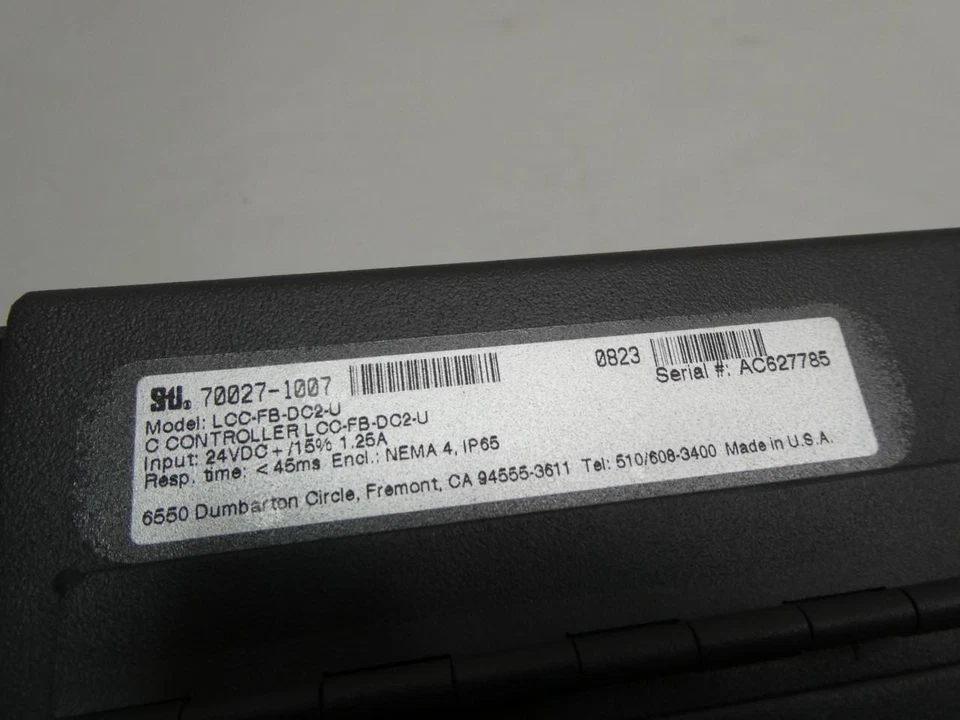 Sti® 70027-1007
0823
Serial #: AC627785
Model: LCC-FB-DC2-U
C CONTROLLER LCC-FB-DC2-U
Input: 24VDC +/15% 1.25A
Resp. time: <45ms Encl.: NEMA 4, IP65
6550 Dumbarton Circle, Fremont, CA 94555-3611 Tel: 510/608-3400 Made in U.S.A.